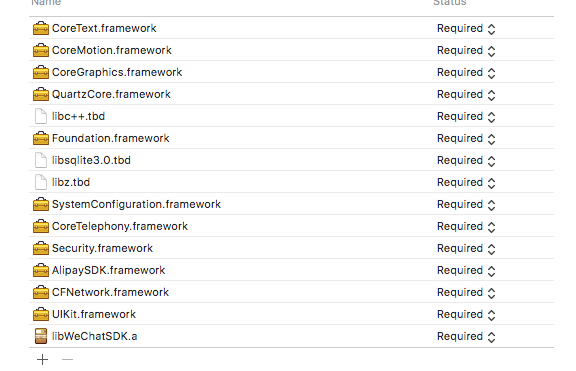 Name Status
CoreText.framework Required
CoreMotion.framework Required
CoreGraphics.framework Required
QuartzCore.framework Required
libc++.tbd Required
Foundation.framework Required
libsqlite3.0.tbd Required
libz.tbd Required
SystemConfiguration.framework Required
CoreTelephony.framework Required
Security.framework Required
AlipaySDK.framework Required
CFNetwork.framework Required
UIKit.framework Required
libWeChatSDK.a Required